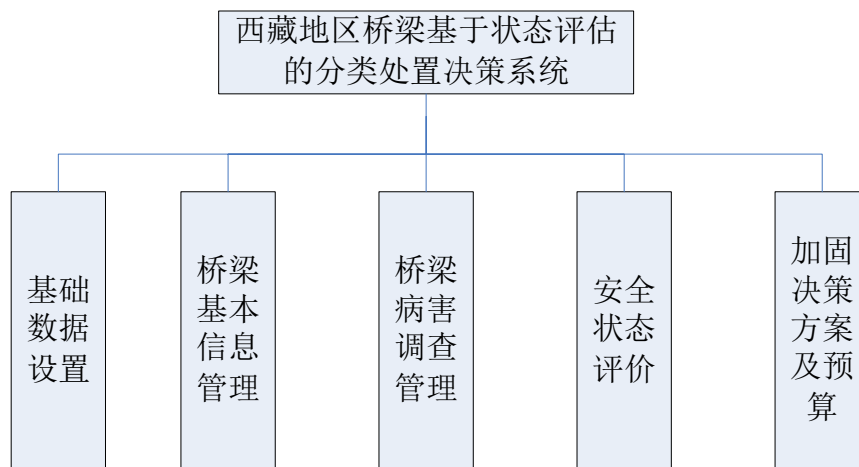 西藏地区桥梁基于状态评估
的分类处置决策系统
基础
数据
设置
桥梁
基本
信息
管理
桥梁
病害
调查
管理
安全
状态
评价
加固
决策
方案
及预
算